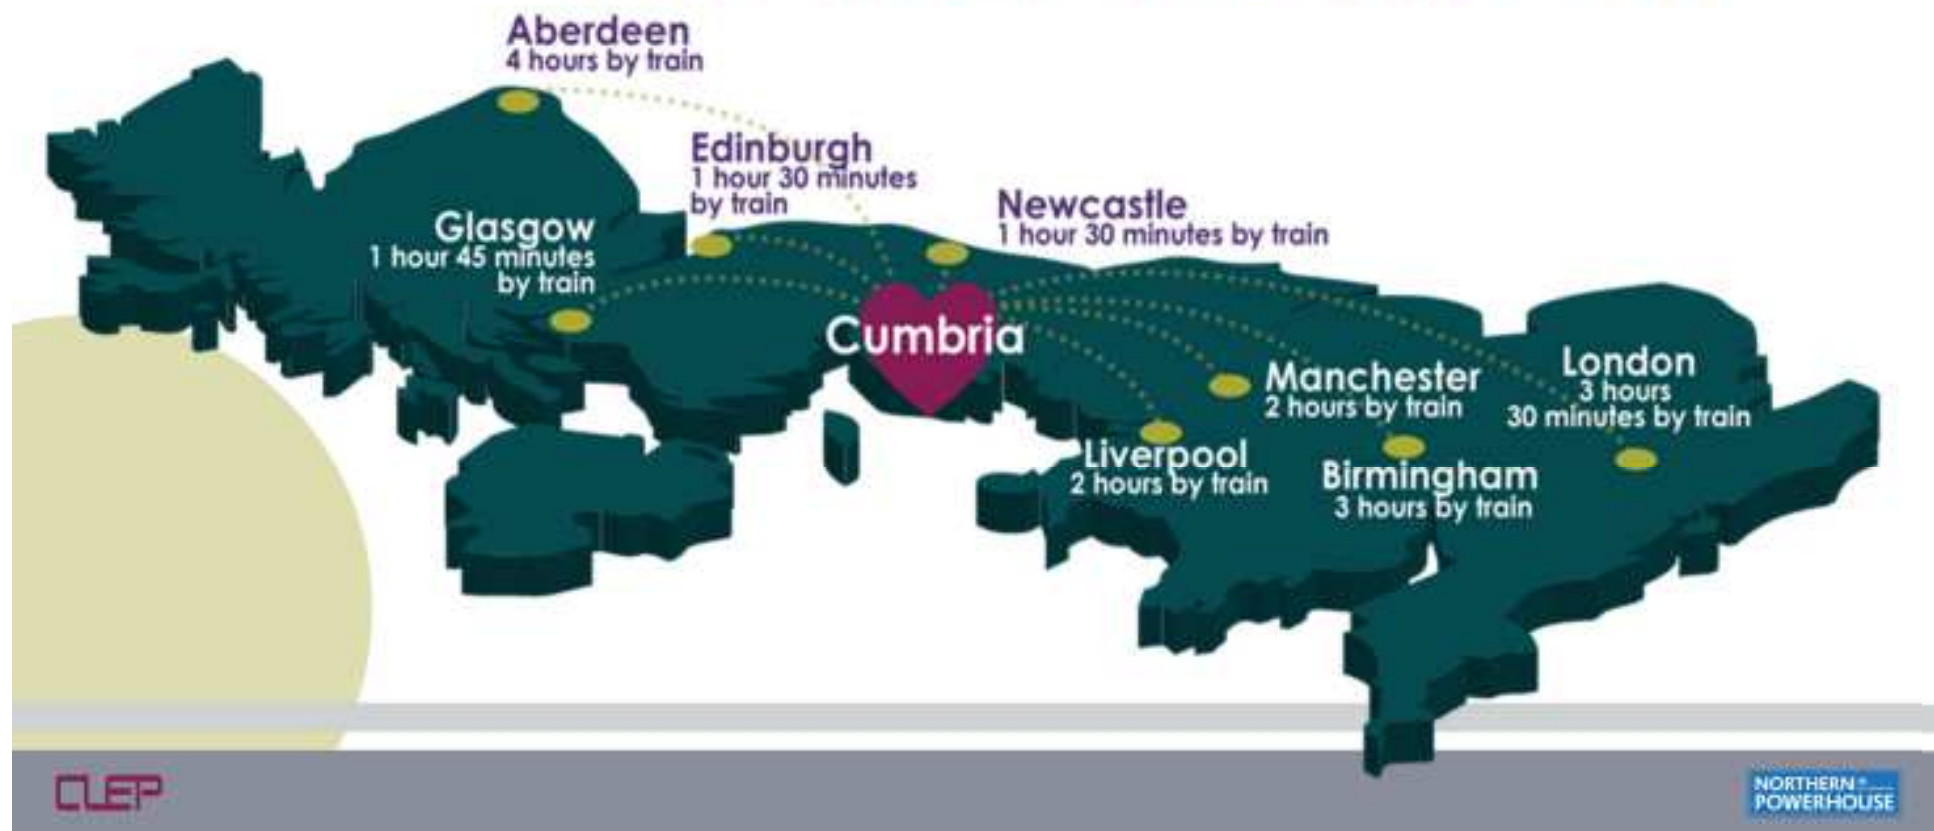 Aberdeen
4 hours by train
Edinburgh
1 hour 30 minutes
by train
Newcastle
1 hour 30 minutes by train
Glasgow
1 hour 45 minutes
by train
Cumbria
Manchester
2 hours by train
London
3 hours
30 minutes by train
Liverpool
2 hours by train
Birmingham
3 hours by train
CLEP
NORTHERN
POWERHOUSE